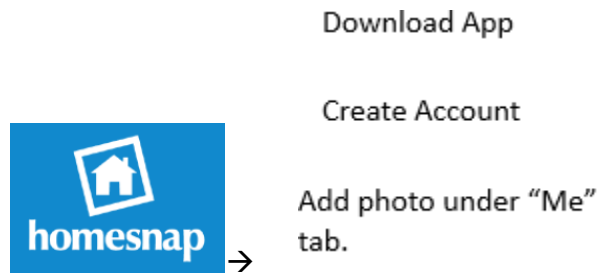 Download App
Create Account
homesnap
→
Add photo under “Me”
tab.